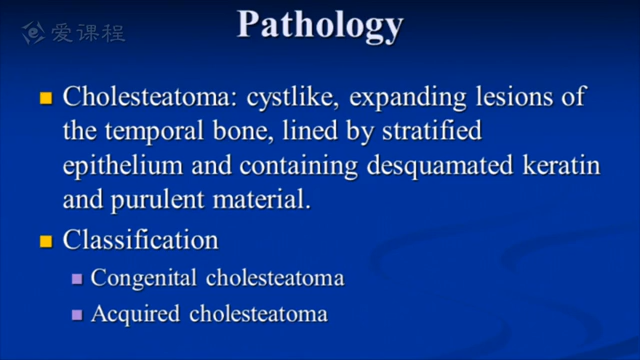 爱课程
Pathology
Cholesteatoma: cystlike, expanding lesions of
the temporal bone, lined by stratified
epithelium and containing desquamated keratin
and purulent material.
Classification
Congenital cholesteatoma
Acquired cholesteatoma